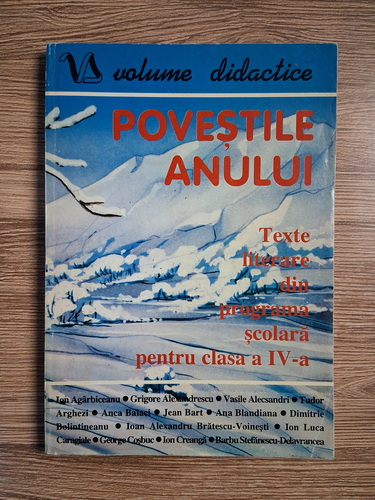 VD volume didactice
POVEȘTILE
ANULUI
Texte
literare
din
programa
școlară
pentru clasa a IV-a
Ion Agârbiceanu • Grigore Alexandrescu • Vasile Alecsandri • Tudor
Arghezi • Anca Balaci • Jean Bart • Ana Blandiana • Dimitrie
Bolintineanu • Ioan Alexandru Brătescu-Voinești • Ion Luca
Caragiale • George Coșbuc • Ion Creangă • Barbu Ștefănescu-Delavrancea